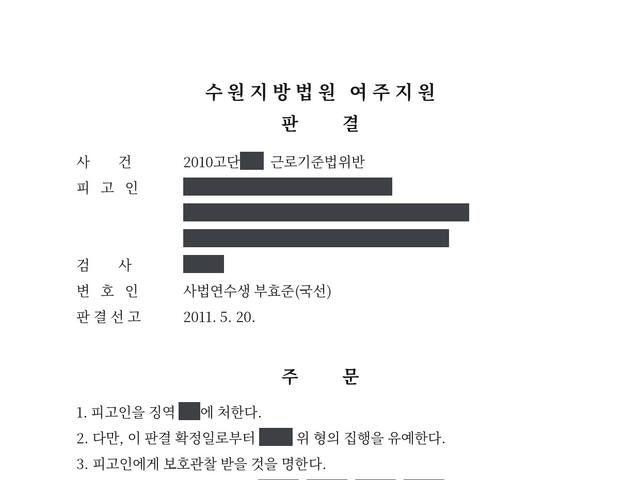 수원지방법원 여주지원
판 결
사 건 2010고단 근로기준법위반
피 고 인
검 사
변 호 인 사법연수생 부효준(국선)
판결선고 2011. 5. 20.
주 문
1. 피고인을 징역 에 처한다.
2. 다만, 이 판결 확정일로부터 위 형의 집행을 유예한다.
3. 피고인에게 보호관찰 받을 것을 명한다.